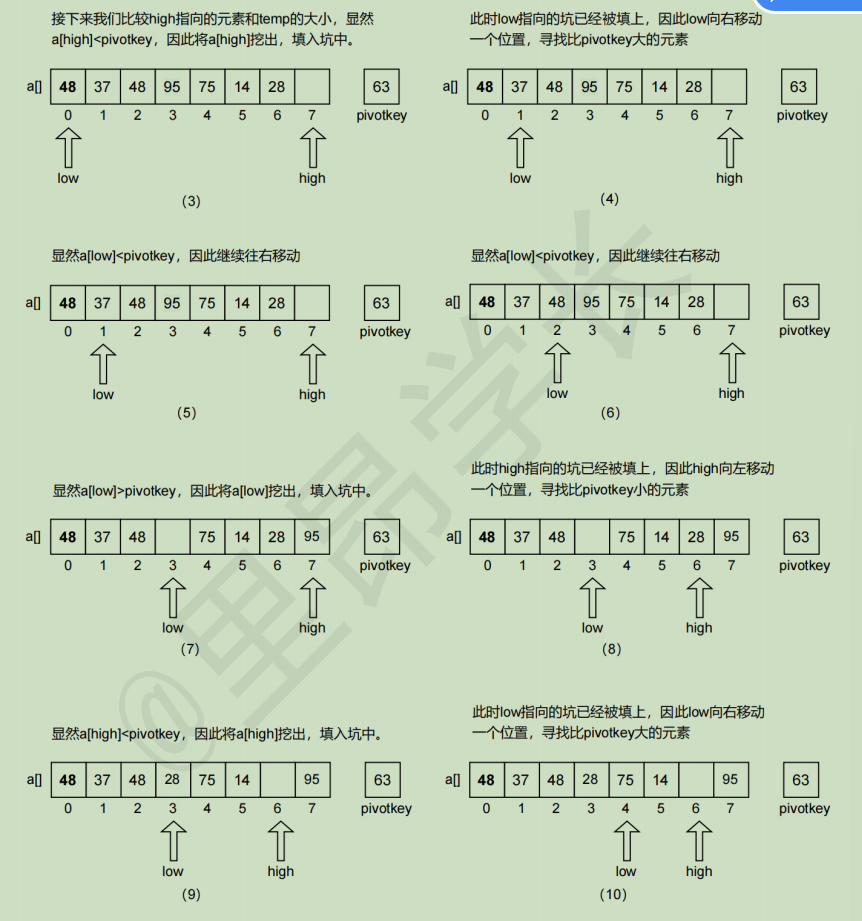 接下来我们比较high指向的元素和temp的大小，显然
a[high]<pivotkey，因此将a[high]挖出，填入坑中。
a[] 48 37 48 95 75 14 28 63
0 1 2 3 4 5 6 7 pivotkey
low high
（3）
此时low指向的坑已经被填上，因此low向右移动
一个位置，寻找比pivotkey大的元素
a[] 48 37 48 95 75 14 28 63
0 1 2 3 4 5 6 7 pivotkey
low high
（4）
显然a[low]<pivotkey，因此继续往右移动
a[] 48 37 48 95 75 14 28 63
0 1 2 3 4 5 6 7 pivotkey
low high
（5）
显然a[low]<pivotkey，因此继续往右移动
a[] 48 37 48 95 75 14 28 63
0 1 2 3 4 5 6 7 pivotkey
low high
（6）
显然a[low]>pivotkey，因此将a[low]挖出，填入坑中。
a[] 48 37 48 75 14 28 95 63
0 1 2 3 4 5 6 7 pivotkey
low high
（7）
此时high指向的坑已经被填上，因此high向左移动
一个位置，寻找比pivotkey小的元素
a[] 48 37 48 75 14 28 95 63
0 1 2 3 4 5 6 7 pivotkey
low high
（8）
显然a[high]<pivotkey，因此将a[high]挖出，填入坑中。
a[] 48 37 48 28 75 14 95 63
0 1 2 3 4 5 6 7 pivotkey
low high
（9）
此时low指向的坑已经被填上，因此low向右移动
一个位置，寻找比pivotkey大的元素
a[] 48 37 48 28 75 14 95 63
0 1 2 3 4 5 6 7 pivotkey
low high
（10）
@里昂学长